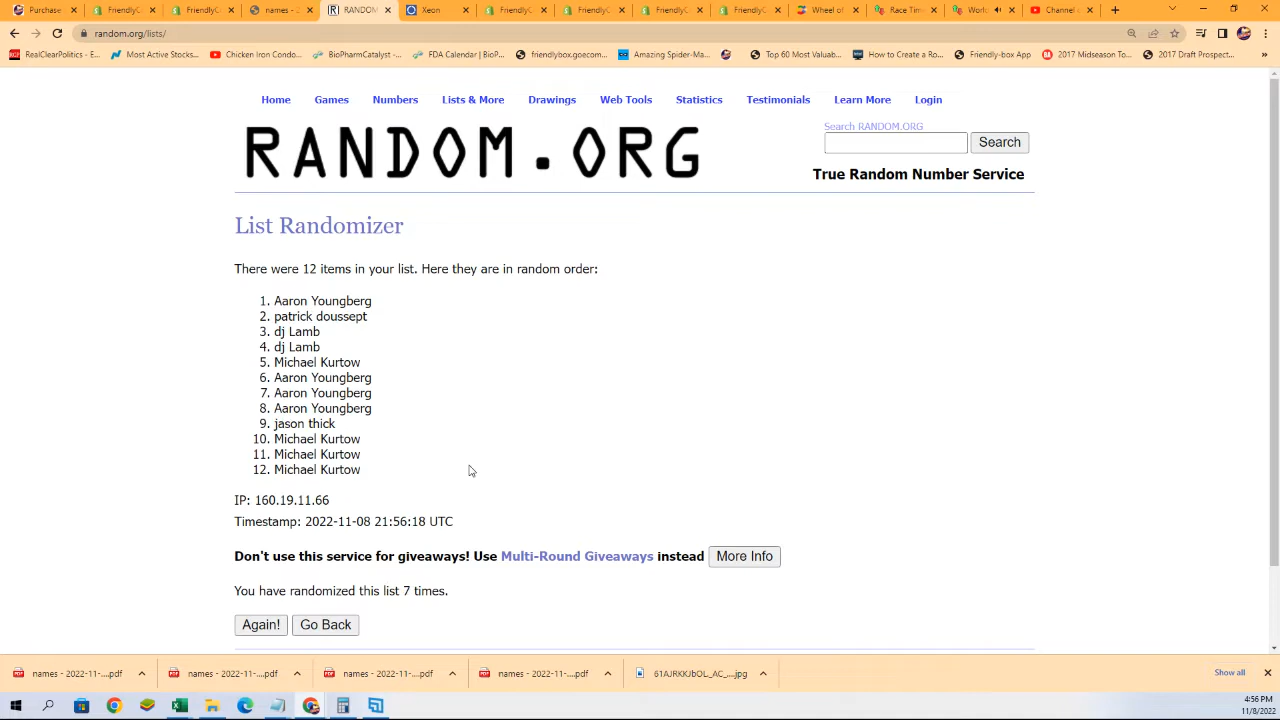 Purchase
FriendlyC
FriendlyC
names - 2
RANDOM
Xeon
FriendlyC
FriendlyC
FriendlyC
FriendlyC
Wheel of
Race Time
World
Channel
random.org/lists/
RealClearPolitics - E...
Most Active Stocks...
Chicken Iron Condo...
BioPharmCatalyst -...
FDA Calendar | BioP...
friendlybox.goecom...
Amazing Spider-Ma...
Top 60 Most Valuab...
How to Create a Ro...
Friendly-box App
2017 Midseason To...
2017 Draft Prospect...
Home Games Numbers Lists & More Drawings Web Tools Statistics Testimonials Learn More Login
RANDOM.ORG
Search RANDOM.ORG
Search
True Random Number Service
List Randomizer
There were 12 items in your list. Here they are in random order:
1. Aaron Youngberg
2. patrick doussept
3. dj Lamb
4. dj Lamb
5. Michael Kurtow
6. Aaron Youngberg
7. Aaron Youngberg
8. Aaron Youngberg
9. jason thick
10. Michael Kurtow
11. Michael Kurtow
12. Michael Kurtow
IP: 160.19.11.66
Timestamp: 2022-11-08 21:56:18 UTC
Don't use this service for giveaways! Use Multi-Round Giveaways instead More Info
You have randomized this list 7 times.
Again! Go Back
names - 2022-11-....pdf
names - 2022-11-....pdf
names - 2022-11-....pdf
names - 2022-11-....pdf
61AJRKKJbOL_AC_....jpg
Show all
4:56 PM
11/8/2022